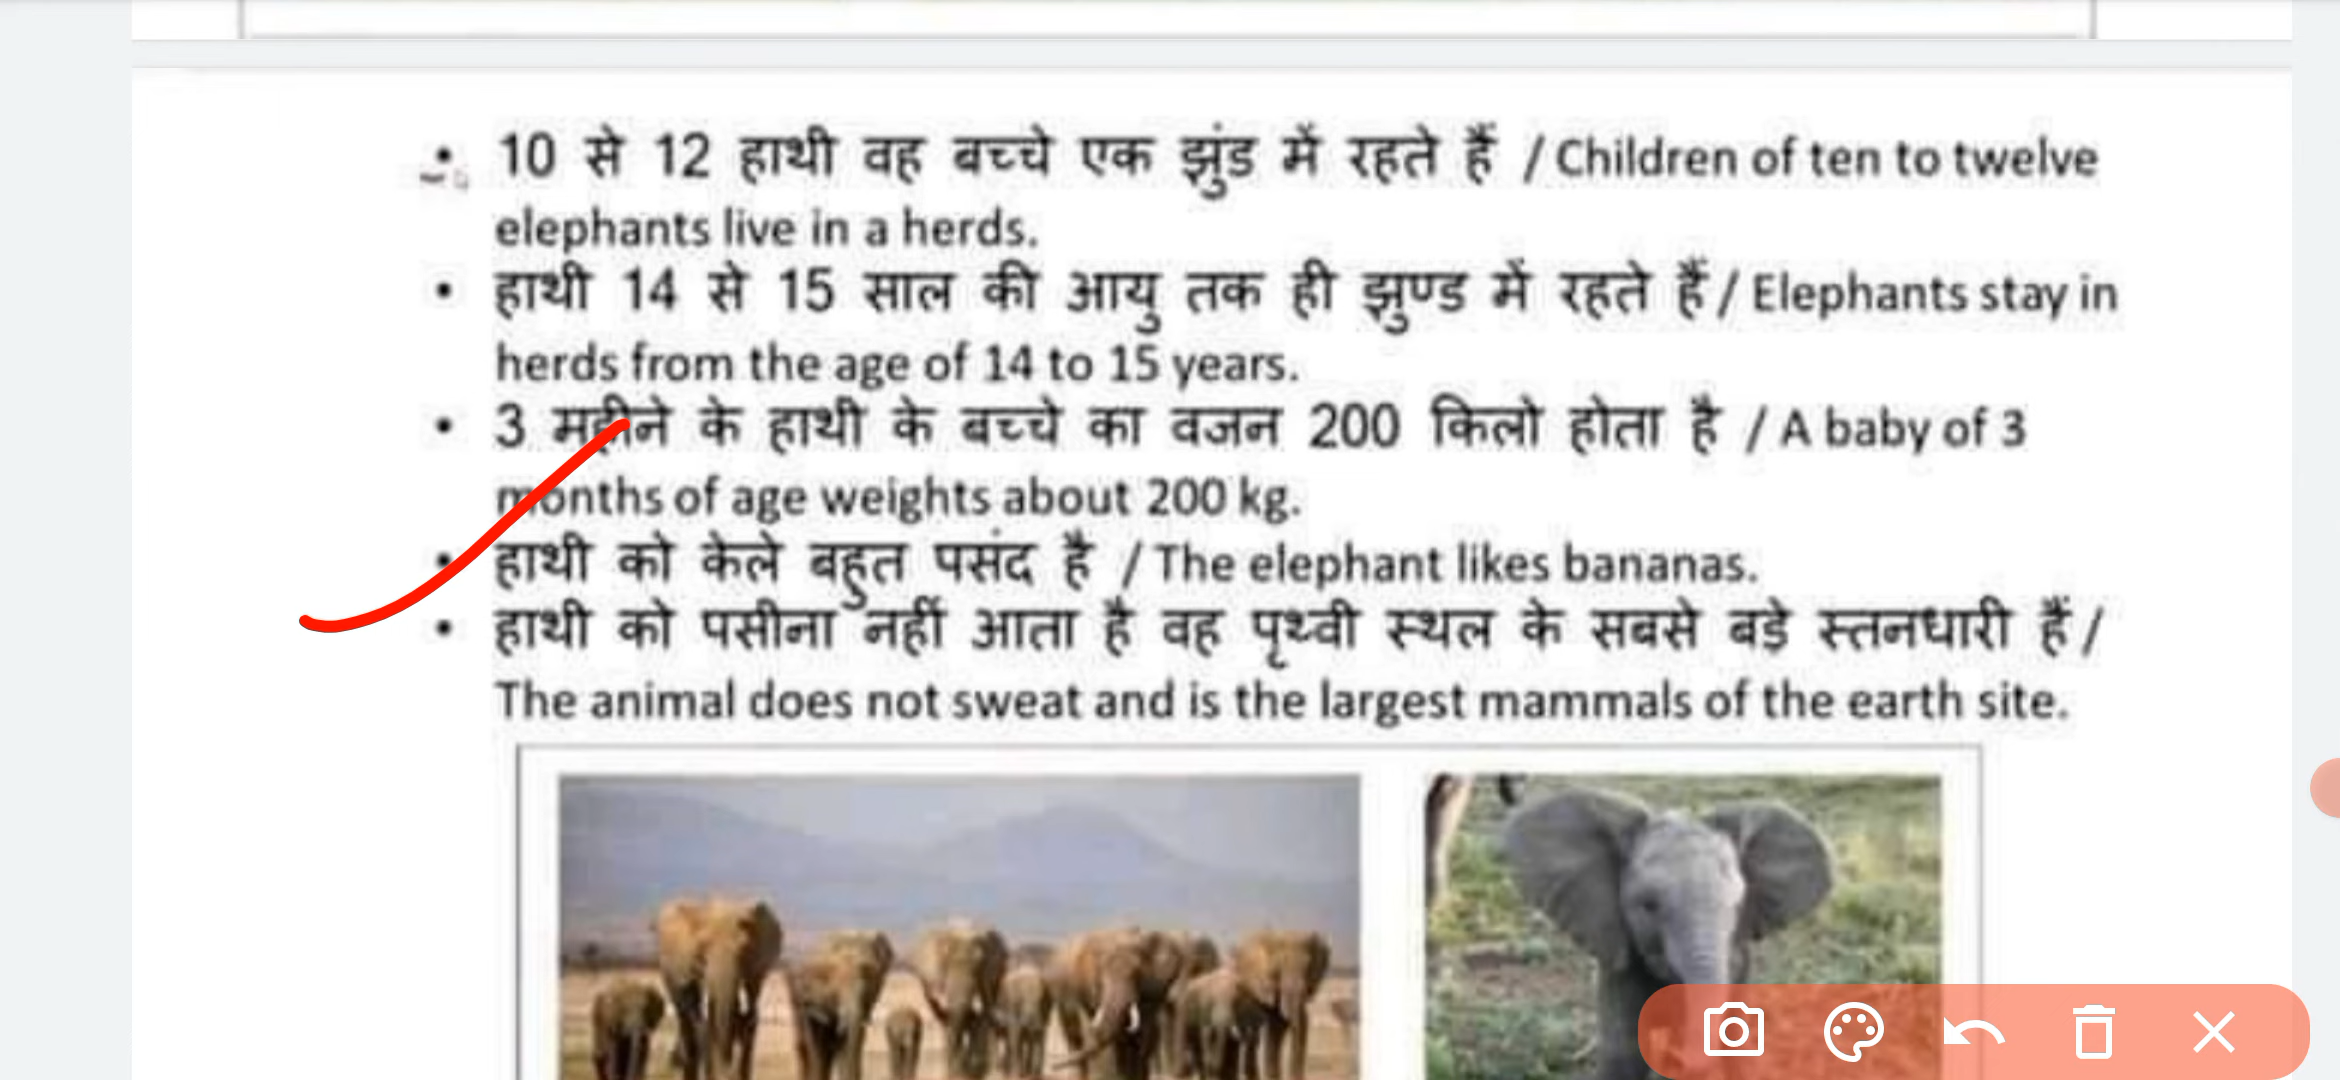 • 10 से 12 हाथी वह बच्चे एक झुंड में रहते हैं / Children of ten to twelve
elephants live in a herds.
• हाथी 14 से 15 साल की आयु तक ही झुण्ड में रहते हैं / Elephants stay in
herds from the age of 14 to 15 years.
• 3 महीने के हाथी के बच्चे का वजन 200 किलो होता है / A baby of 3
months of age weights about 200 kg.
• हाथी को केले बहुत पसंद है / The elephant likes bananas.
• हाथी को पसीना नहीं आता है वह पृथ्वी स्थल के सबसे बडे स्तनधारी हैं /
The animal does not sweat and is the largest mammals of the earth site.